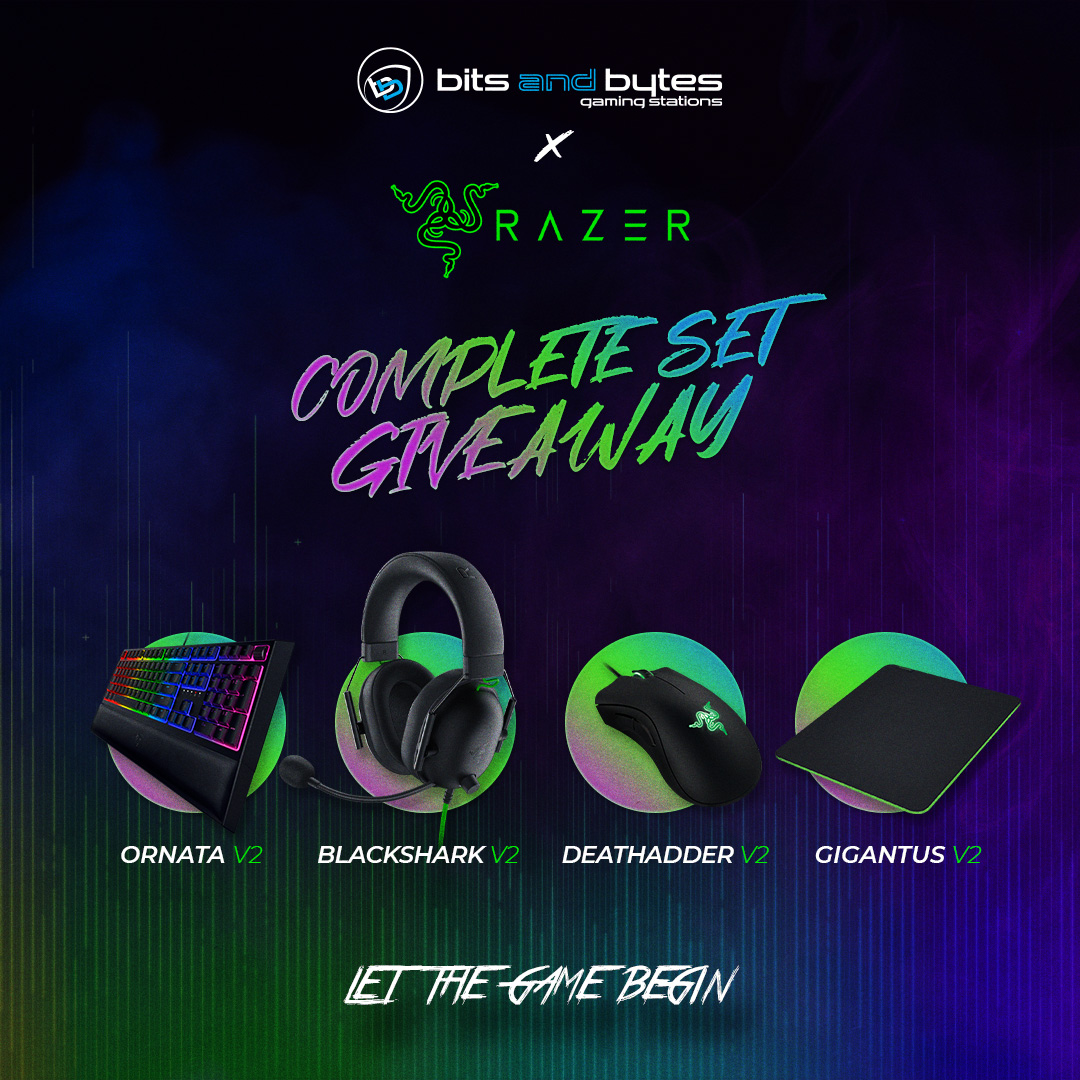 bits and bytes
gaming stations
X
RAZER
COMPLETE SET
GIVEAWAY
ORNATA V2
BLACKSHARK V2
DEATHADDER V2
GIGANTUS V2
LET THE GAME BEGIN